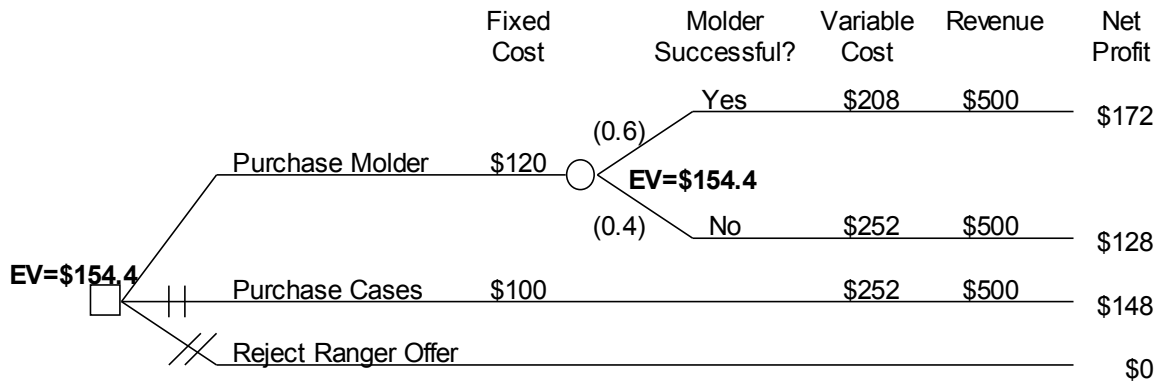 Fixed Cost Molder Successful? Variable Cost Revenue Net Profit
Yes $208 $500 $172
(0.6)
Purchase Molder $120 EV=$154.4
(0.4) No $252 $500 $128
EV=$154.4
Purchase Cases $100 $252 $500 $148
Reject Ranger Offer $0